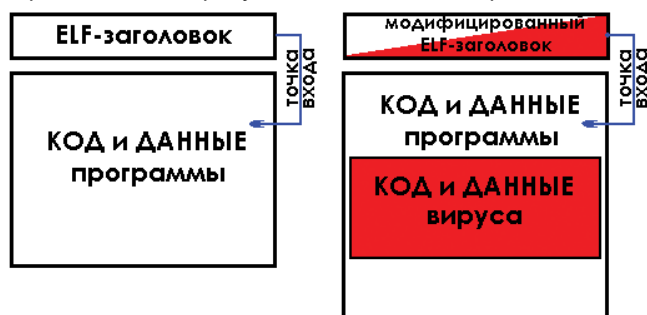 ELF-заголовок
точка
входа
КОД и ДАННЫЕ
программы
модифицированный
ELF-заголовок
точка
входа
КОД и ДАННЫЕ
программы
КОД и ДАННЫЕ
вируса